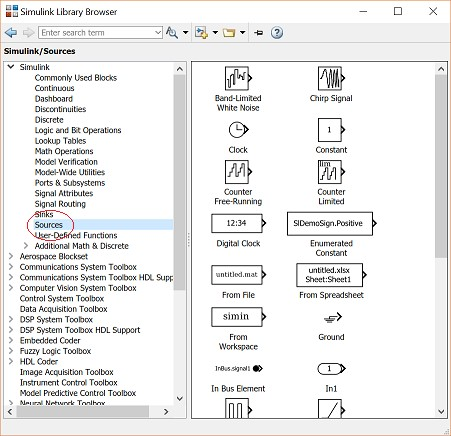 Simulink Library Browser
Enter search term
Simulink/Sources
Simulink
Commonly Used Blocks
Continuous
Dashboard
Discontinuities
Discrete
Logic and Bit Operations
Lookup Tables
Math Operations
Model Verification
Model-Wide Utilities
Ports & Subsystems
Signal Attributes
Signal Routing
Sinks
Sources
User-Defined Functions
Additional Math & Discrete
Aerospace Blockset
Communications System Toolbox
Communications System Toolbox HDL Supp
Computer Vision System Toolbox
Control System Toolbox
Data Acquisition Toolbox
DSP System Toolbox
DSP System Toolbox HDL Support
Embedded Coder
Fuzzy Logic Toolbox
HDL Coder
Image Acquisition Toolbox
Instrument Control Toolbox
Model Predictive Control Toolbox
Neural Network Toolbox
Band-Limited
White Noise
Chirp Signal
Clock
1
Constant
Counter
Free-Running
lim
Counter
Limited
12:34
Digital Clock
SlDemoSign.Positive
Enumerated
Constant
untitled.mat
From File
untitled.xlsx
Sheet:Sheet1
From Spreadsheet
simin
From
Workspace
Ground
InBus.signal1
In Bus Element
1
In1